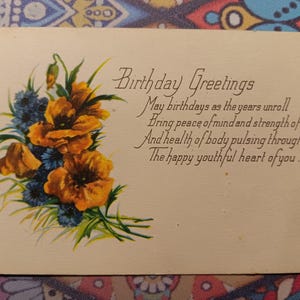 Birthday Greetings
May birthdays as the years unroll
Bring peace of mind and strength of
And health of body pulsing through
The happy youthful heart of you